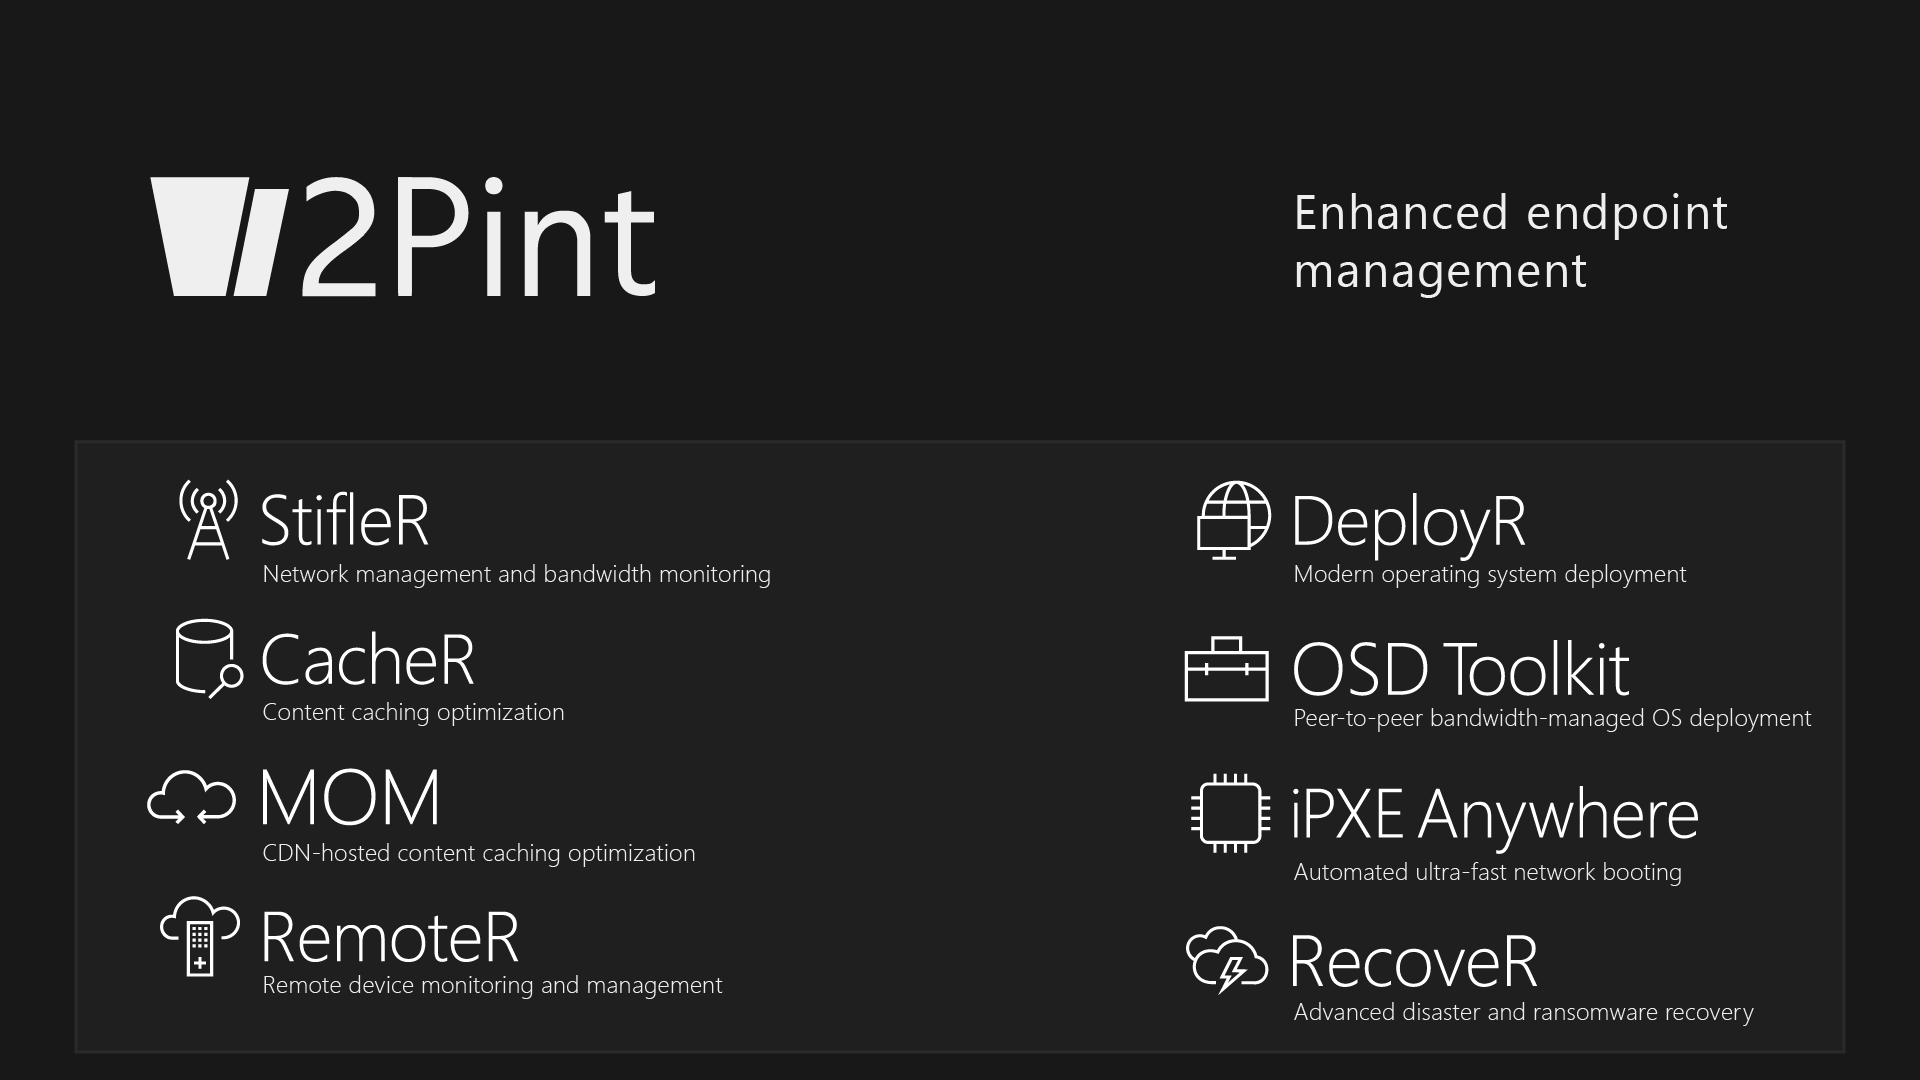 2Pint
Enhanced endpoint
management
StifleR
Network management and bandwidth monitoring
CacheR
Content caching optimization
MOM
CDN-hosted content caching optimization
RemoteR
Remote device monitoring and management
DeployR
Modern operating system deployment
OSD Toolkit
Peer-to-peer bandwidth-managed OS deployment
iPXE Anywhere
Automated ultra-fast network booting
RecoveR
Advanced disaster and ransomware recovery